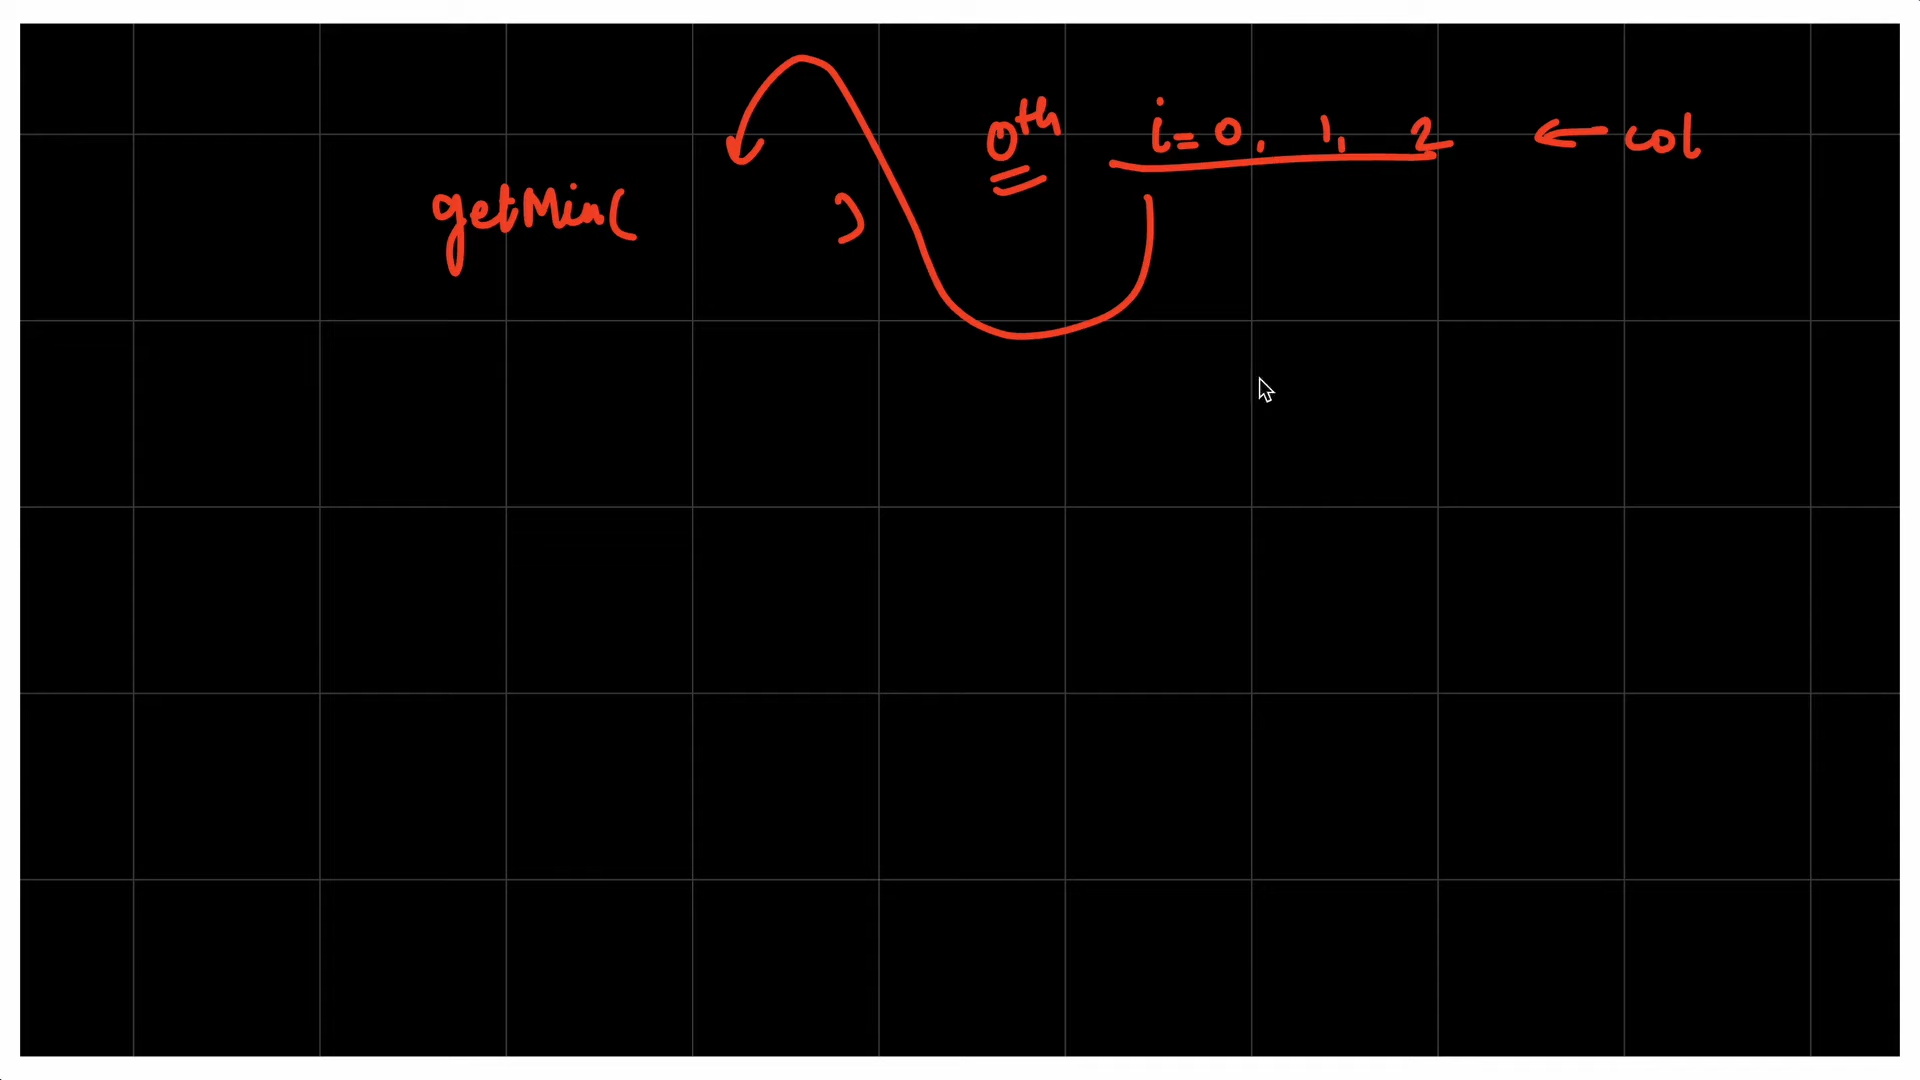 0th i= 0, 1, 2 ← col
getMin( )